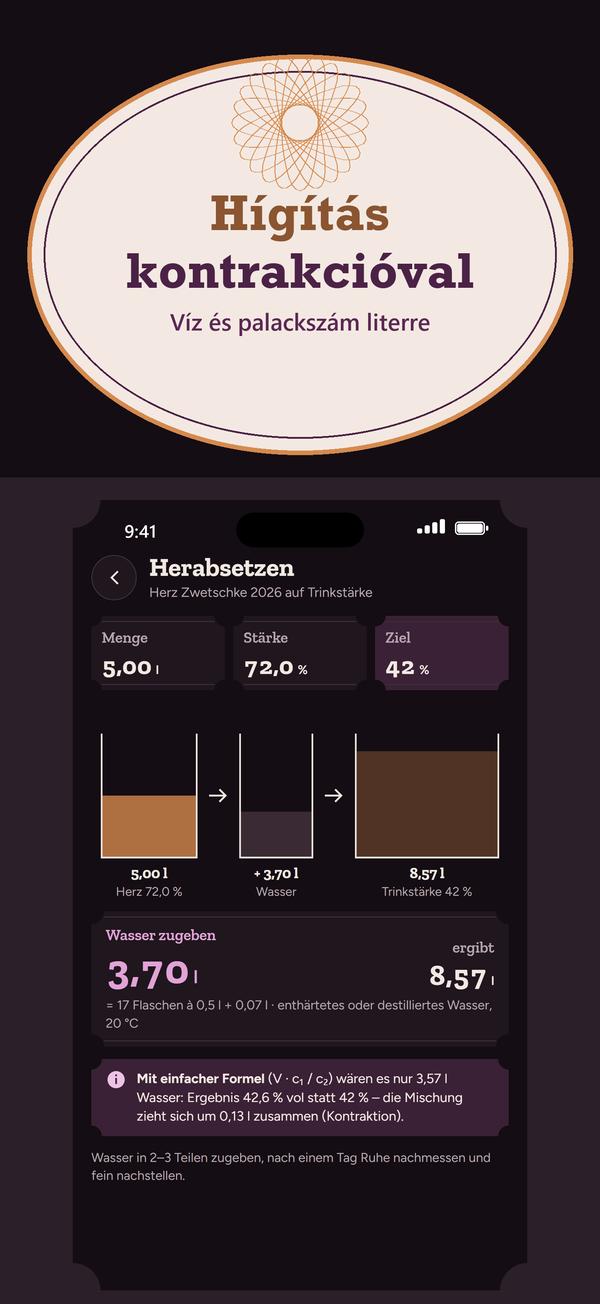 Hígítás
kontrakcióval
Víz és palackszám literre
9:41
Herabsetzen
Herz Zwetschke 2026 auf Trinkstärke
Menge
5,00 l
Stärke
72,0 %
Ziel
42 %
5,00 l
Herz 72,0 %
+ 3,70 l
Wasser
8,57 l
Trinkstärke 42 %
Wasser zugeben
3,70 l
ergibt
8,57 l
= 17 Flaschen à 0,5 l + 0,07 l · enthärtetes oder destilliertes Wasser,
20 °C
Mit einfacher Formel (V · c₁ / c₂) wären es nur 3,57 l
Wasser: Ergebnis 42,6 % vol statt 42 % – die Mischung
zieht sich um 0,13 l zusammen (Kontraktion).
Wasser in 2–3 Teilen zugeben, nach einem Tag Ruhe nachmessen und
fein nachstellen.